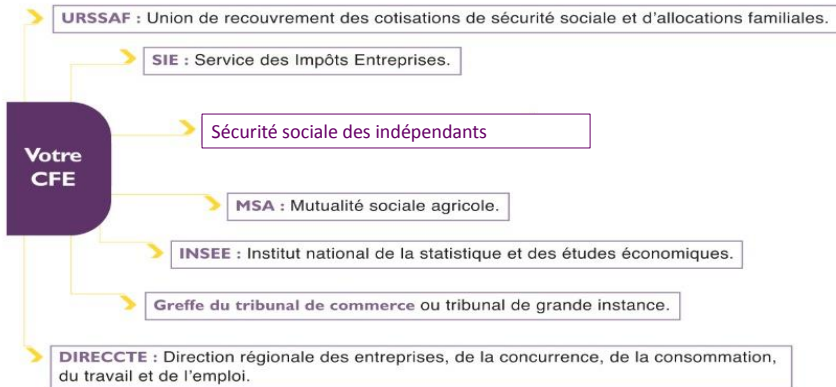 URSSAF : Union de recouvrement des cotisations de sécurité sociale et d'allocations familiales.
SIE : Service des Impôts Entreprises.
Sécurité sociale des indépendants
Votre
CFE
MSA : Mutualité sociale agricole.
INSEE : Institut national de la statistique et des études économiques.
Greffe du tribunal de commerce ou tribunal de grande instance.
DIRECCTE : Direction régionale des entreprises, de la concurrence, de la consommation,
du travail et de l'emploi.